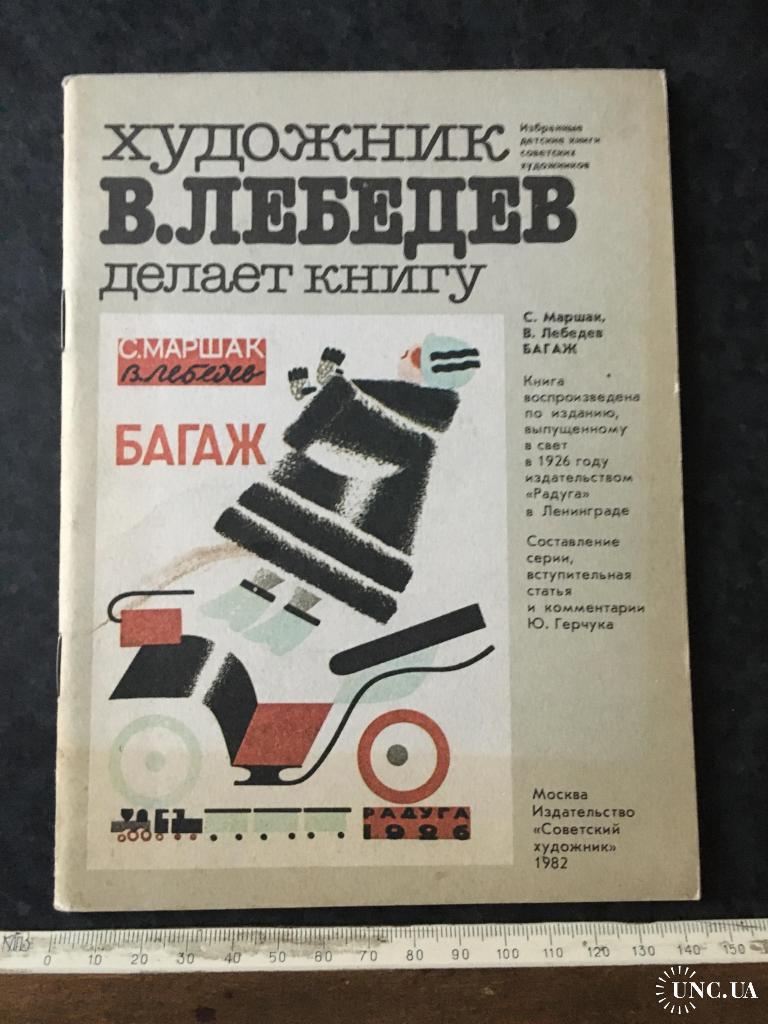 художник
В.ЛЕБЕДЕВ
делает книгу
Избранные
детские книги
советских
художников
С. Маршак,
В. Лебедев
БАГАЖ
Книга
воспроизведена
по изданию,
выпущенному
в свет
в 1926 году
издательством
«Радуга»
в Ленинграде
Составление
серии,
вступительная
статья
и комментарии
Ю. Герчука
С.МАРШАК
В.Лебедев
БАГАЖ
РАДУГА
1926
Москва
Издательство
«Советский
художник»
1982
0 10 20 30 40 50 60 70 80 90 100 110 120 130 140 150
UNC.UA